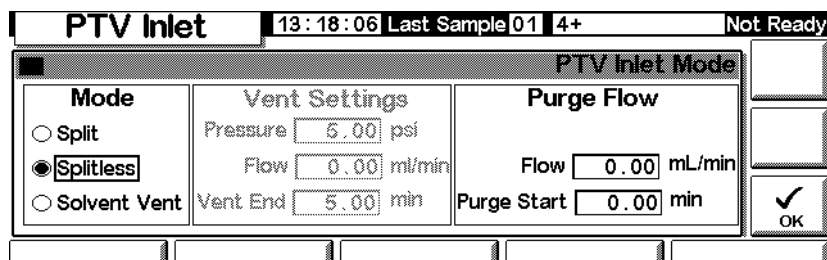 PTV Inlet 13:18:06 Last Sample 01 4+ Not Ready
PTV Inlet Mode
Mode
Split
Splitless
Solvent Vent
Vent Settings
Pressure 5.00 psi
Flow 0.00 ml/min
Vent End 5.00 min
Purge Flow
Flow 0.00 mL/min
Purge Start 0.00 min
OK